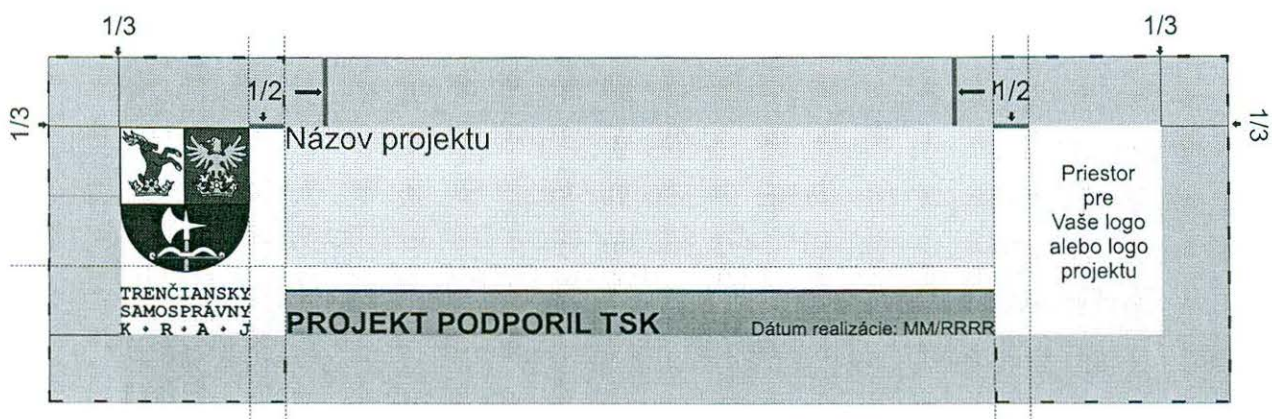 1/3
1/3
1/2
1/2
1/3
1/3
Názov projektu
Priestor
pre
Vaše logo
alebo logo
projektu
TRENČIANSKY
SAMOSPRÁVNY
K · R · A · J
PROJEKT PODPORIL TSK
Dátum realizácie: MM/RRRR